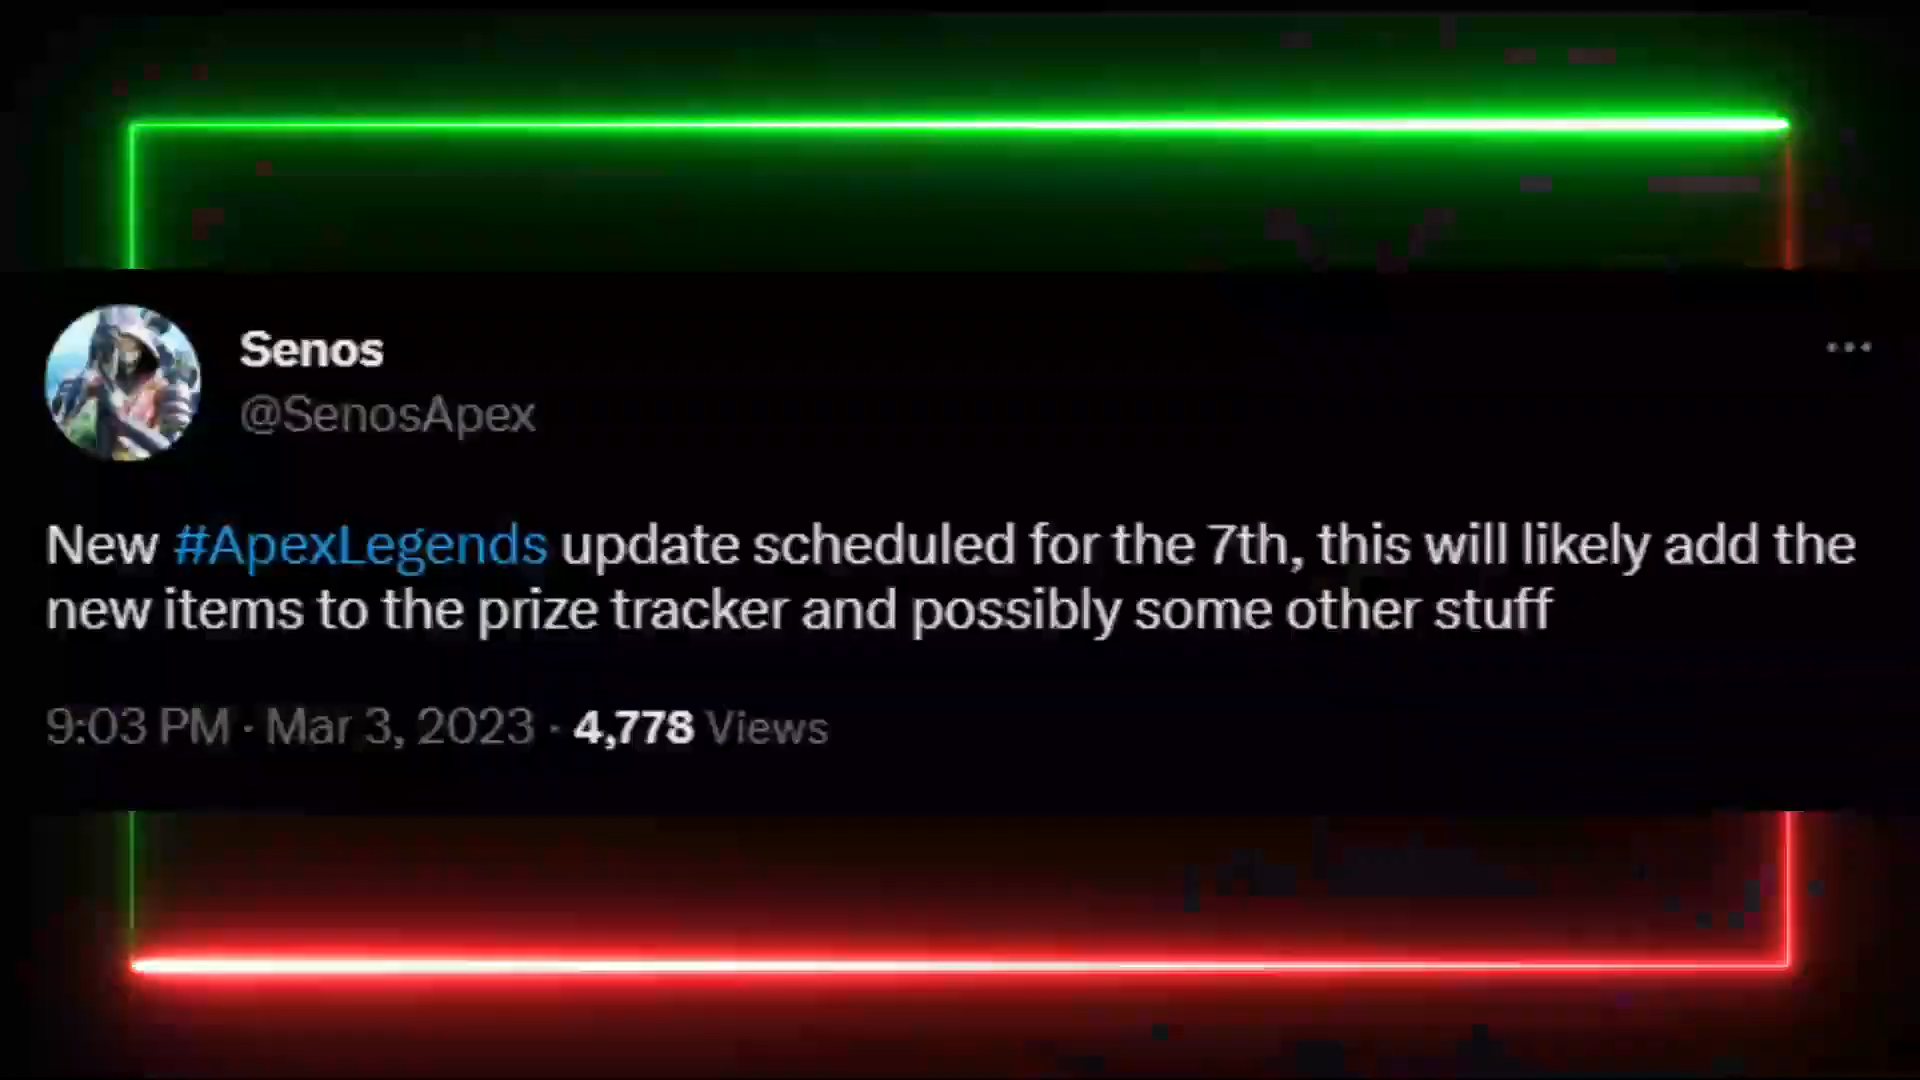 Senos
@SenosApex
New #ApexLegends update scheduled for the 7th, this will likely add the
new items to the prize tracker and possibly some other stuff
9:03 PM · Mar 3, 2023 · 4,778 Views